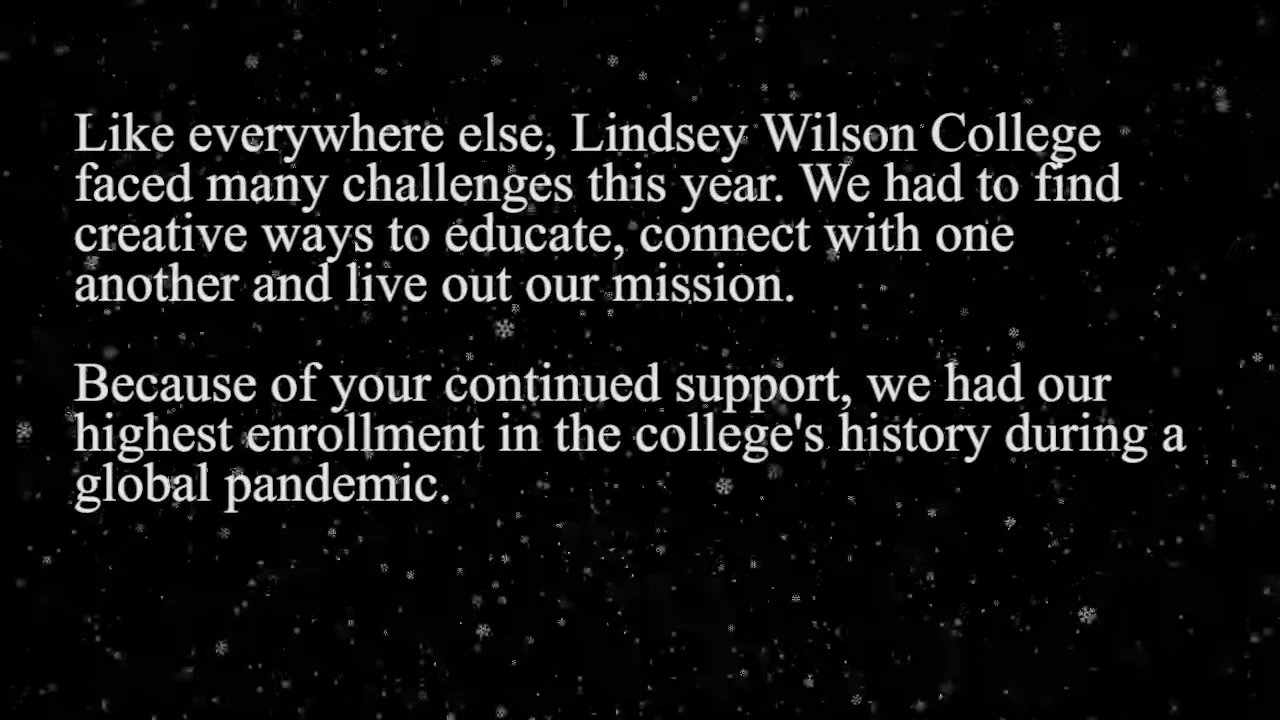 Like everywhere else, Lindsey Wilson College
faced many challenges this year. We had to find
creative ways to educate, connect with one
another and live out our mission.
Because of your continued support, we had our
highest enrollment in the college's history during a
global pandemic.